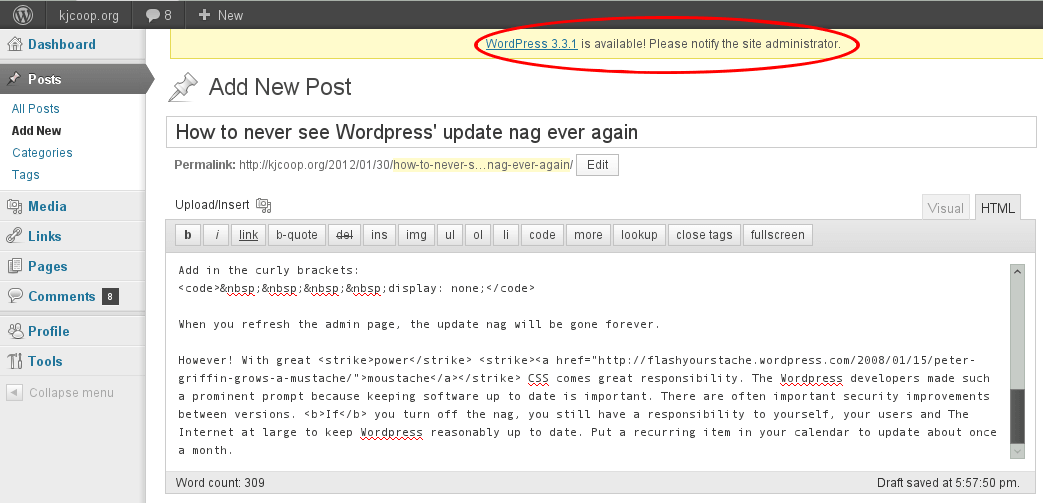 kjcoop.org 8 + New
WordPress 3.3.1 is available! Please notify the site administrator.
Dashboard
Posts
All Posts
Add New
Categories
Tags
Media
Links
Pages
Comments 8
Profile
Tools
Collapse menu
Add New Post
How to never see Wordpress' update nag ever again
Permalink: http://kjcoop.org/2012/01/30/how-to-never-s…nag-ever-again/ Edit
Upload/Insert
Visual HTML
b i link b-quote del ins img ul ol li code more lookup close tags fullscreen
Add in the curly brackets:
<code>&nbsp;&nbsp;&nbsp;&nbsp;display: none;</code>
When you refresh the admin page, the update nag will be gone forever.
However! With great <strike>power</strike> <strike><a href="http://flashyourstache.wordpress.com/2008/01/15/peter-
griffin-grows-a-mustache/">moustache</a></strike> CSS comes great responsibility. The Wordpress developers made such
a prominent prompt because keeping software up to date is important. There are often important security improvements
between versions. <b>If</b> you turn off the nag, you still have a responsibility to yourself, your users and The
Internet at large to keep Wordpress reasonably up to date. Put a recurring item in your calendar to update about once
a month.
Word count: 309 Draft saved at 5:57:50 pm.